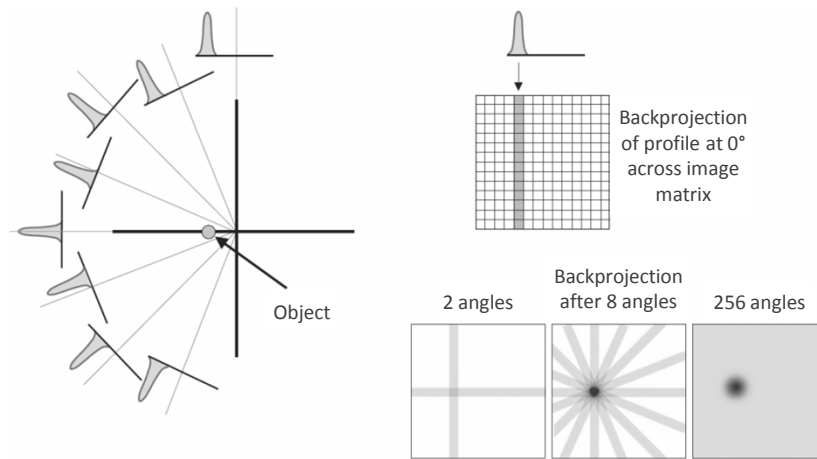 Backprojection
of profile at 0°
across image
matrix
Object
2 angles
Backprojection
after 8 angles
256 angles